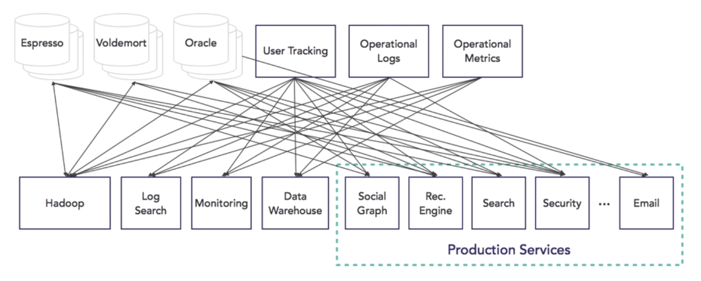 Espresso
Voldemort
Oracle
User Tracking
Operational
Logs
Operational
Metrics
Hadoop
Log
Search
Monitoring
Data
Warehouse
Social
Graph
Rec.
Engine
Search
Security
...
Email
Production Services